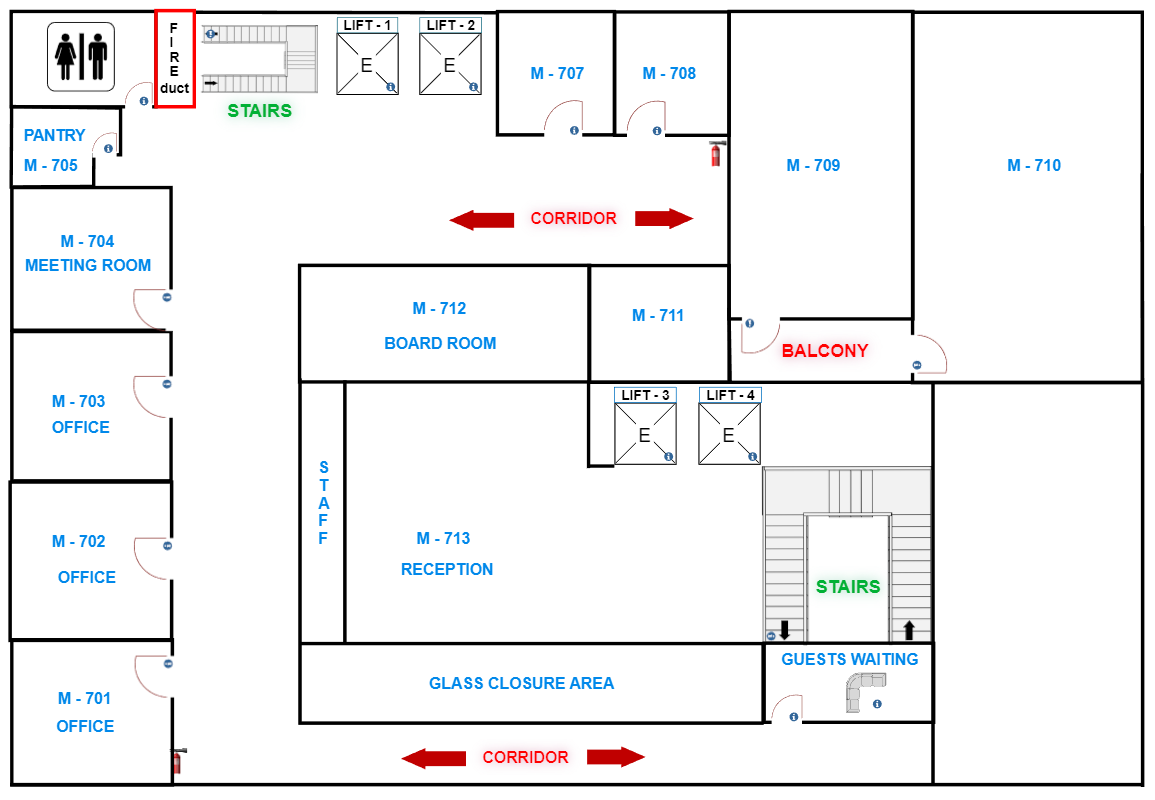 LIFT - 1
LIFT - 2
F
I
R
E
duct
E
E
STAIRS
M - 707
M - 708
PANTRY
M - 705
M - 709
M - 710
CORRIDOR
M - 704
MEETING ROOM
M - 712
BOARD ROOM
M - 711
BALCONY
M - 703
OFFICE
LIFT - 3
LIFT - 4
E
E
S
T
A
F
F
M - 713
RECEPTION
M - 702
OFFICE
STAIRS
GUESTS WAITING
GLASS CLOSURE AREA
M - 701
OFFICE
CORRIDOR